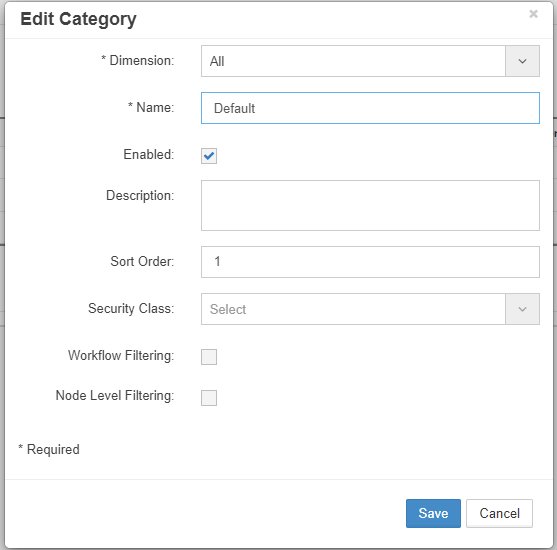 Edit Category
* Dimension: All
* Name: Default
Enabled:
Description:
Sort Order: 1
Security Class: Select
Workflow Filtering:
Node Level Filtering:
* Required
Save Cancel